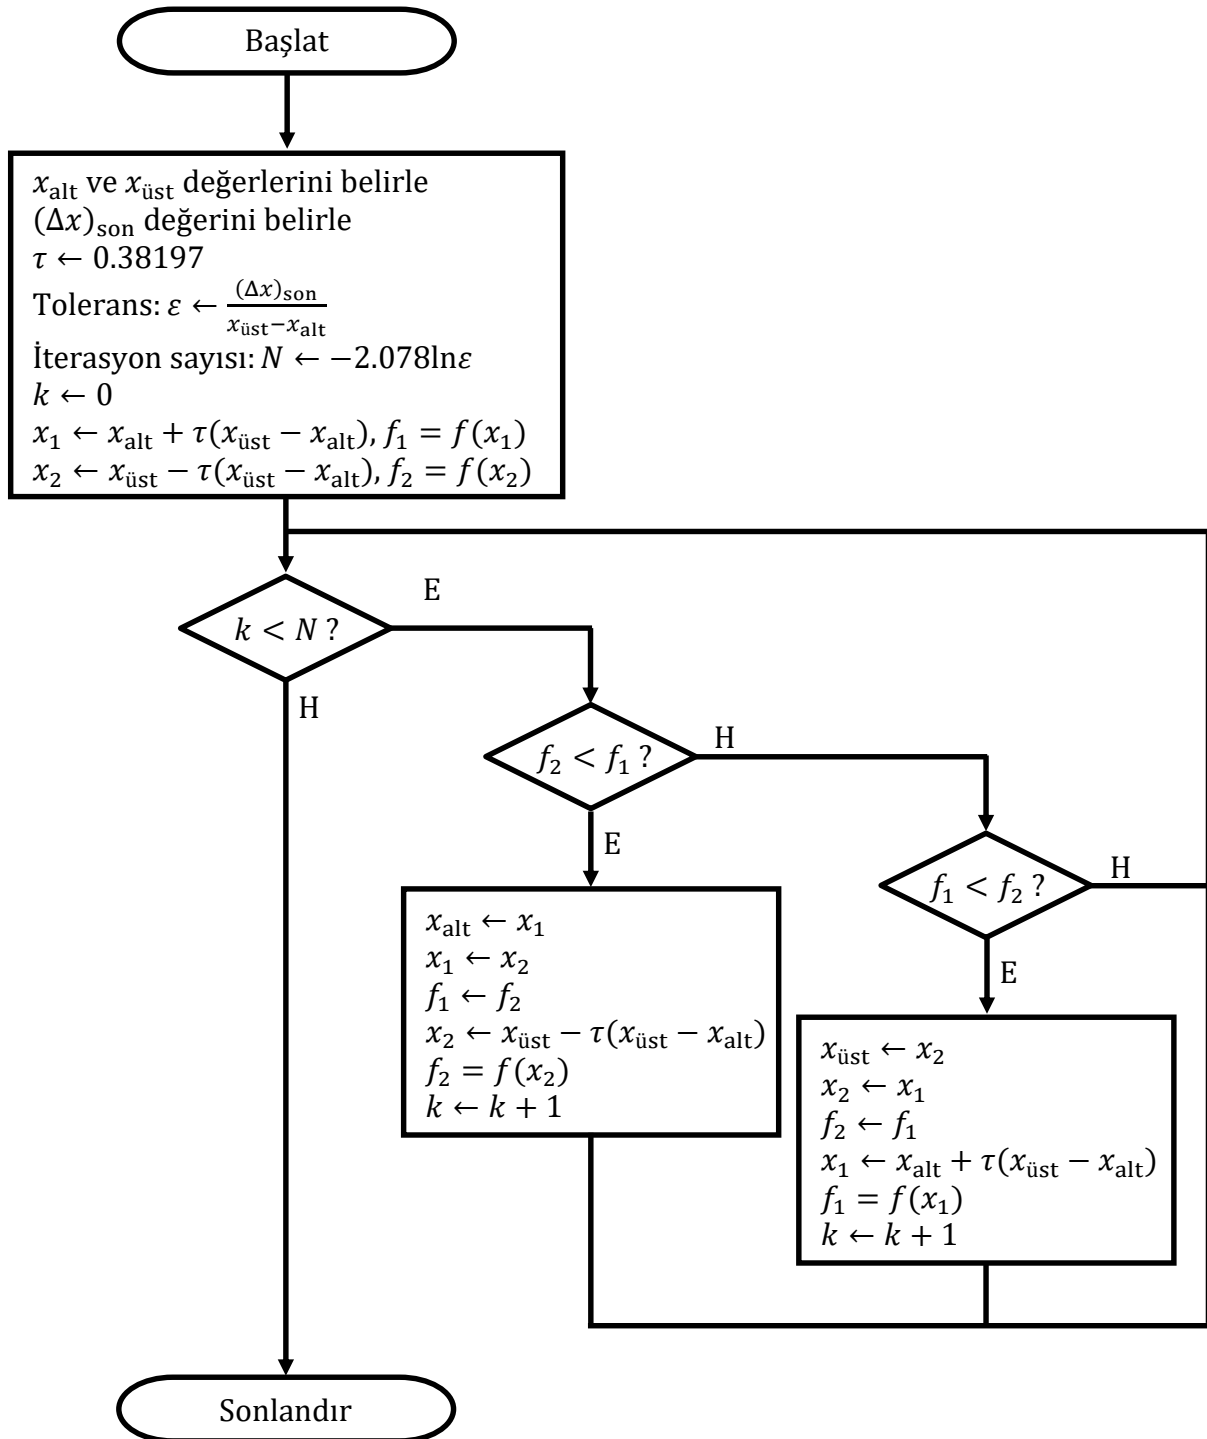 Başlat
x_alt ve x_üst değerlerini belirle
(Δx)_son değerini belirle
τ ← 0.38197
Tolerans: ε ← (Δx)_son / (x_üst−x_alt)
İterasyon sayısı: N ← −2.078lnε
k ← 0
x_1 ← x_alt + τ(x_üst − x_alt), f_1 = f(x_1)
x_2 ← x_üst − τ(x_üst − x_alt), f_2 = f(x_2)
k < N ?
E
H
f_2 < f_1 ?
H
E
f_1 < f_2 ?
H
E
x_alt ← x_1
x_1 ← x_2
f_1 ← f_2
x_2 ← x_üst − τ(x_üst − x_alt)
f_2 = f(x_2)
k ← k + 1
x_üst ← x_2
x_2 ← x_1
f_2 ← f_1
x_1 ← x_alt + τ(x_üst − x_alt)
f_1 = f(x_1)
k ← k + 1
Sonlandır